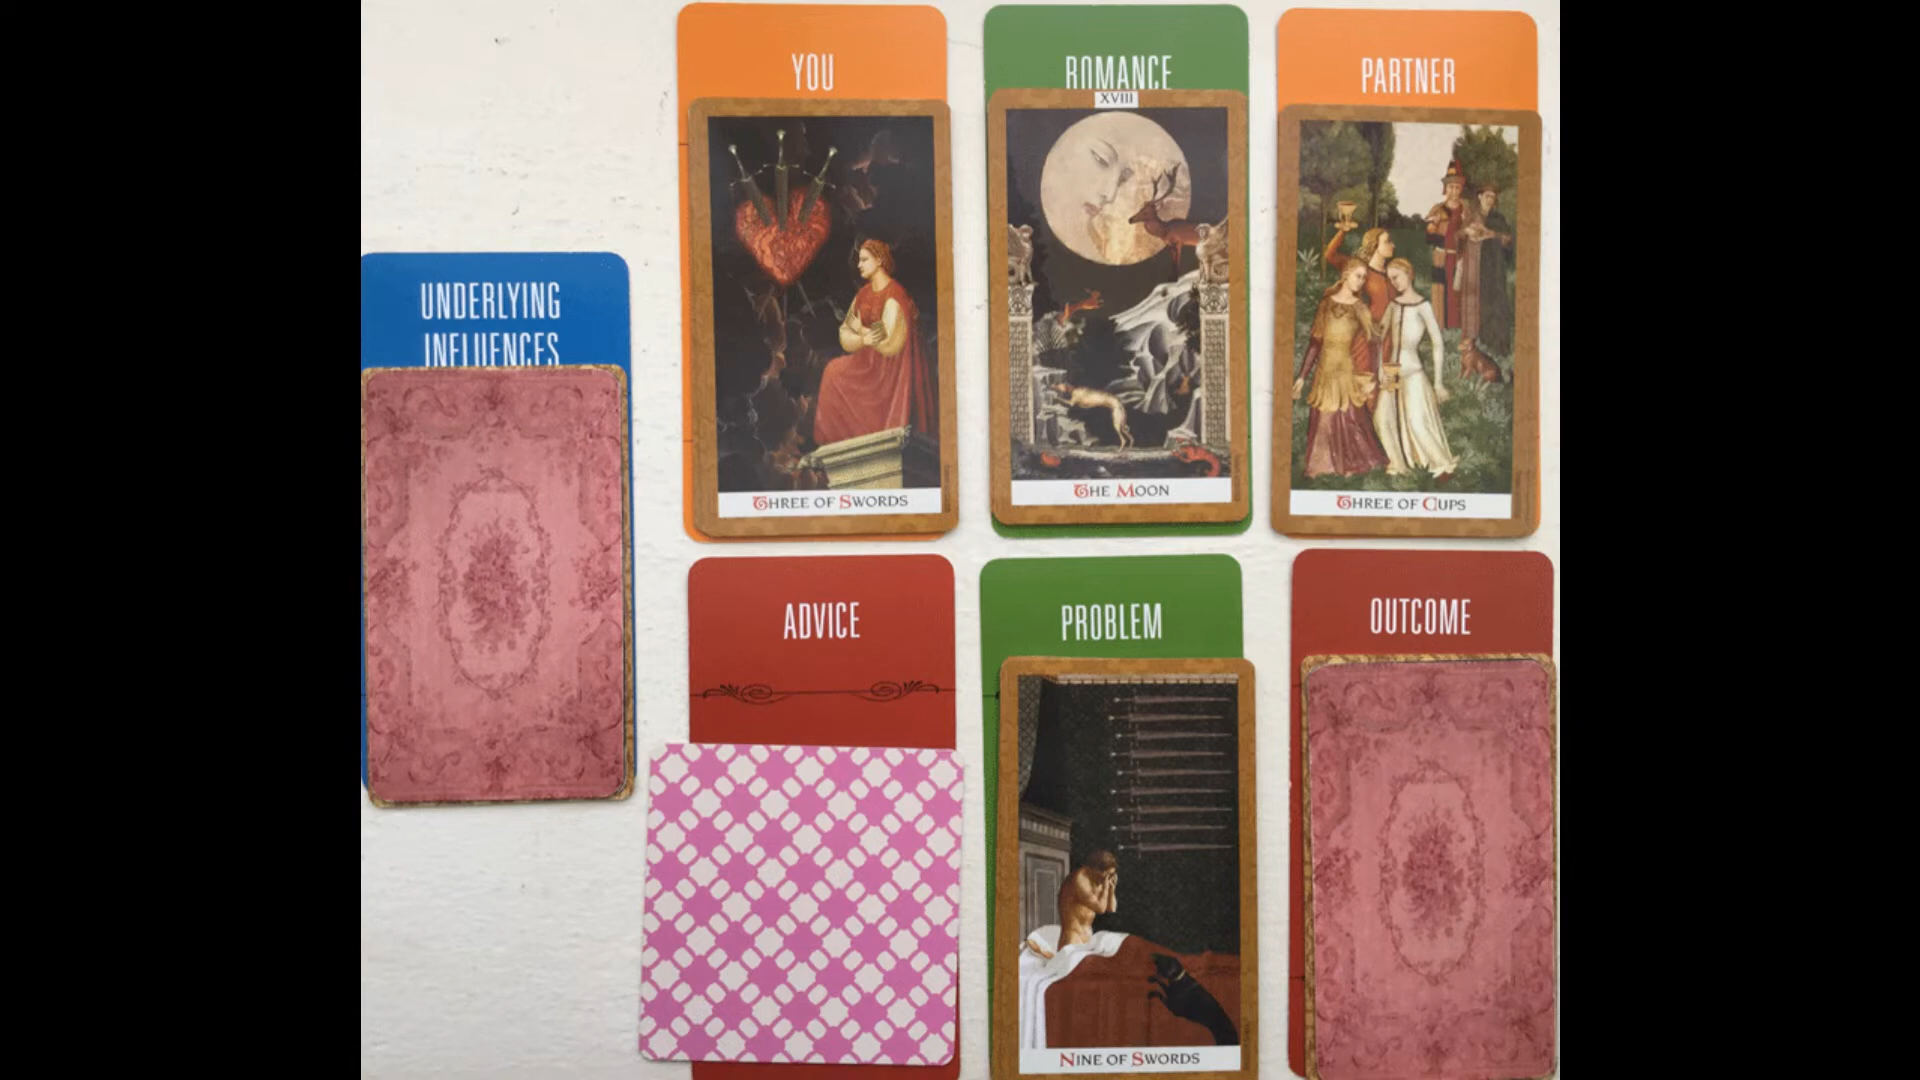 YOU
ROMANCE
PARTNER
XVIII
UNDERLYING
INFLUENCES
THREE OF SWORDS
THE MOON
THREE OF CUPS
ADVICE
PROBLEM
OUTCOME
NINE OF SWORDS